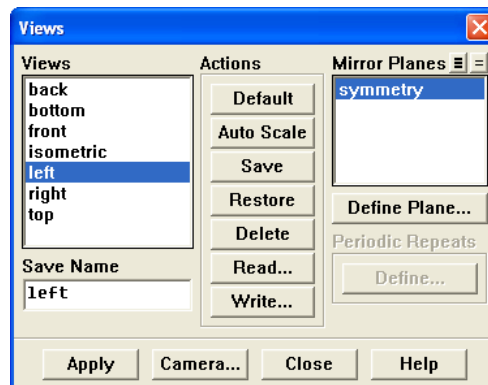 Views
Views
back
bottom
front
isometric
left
right
top
Save Name
left
Actions
Default
Auto Scale
Save
Restore
Delete
Read...
Write...
Mirror Planes
symmetry
Define Plane...
Periodic Repeats
Define...
Apply
Camera...
Close
Help